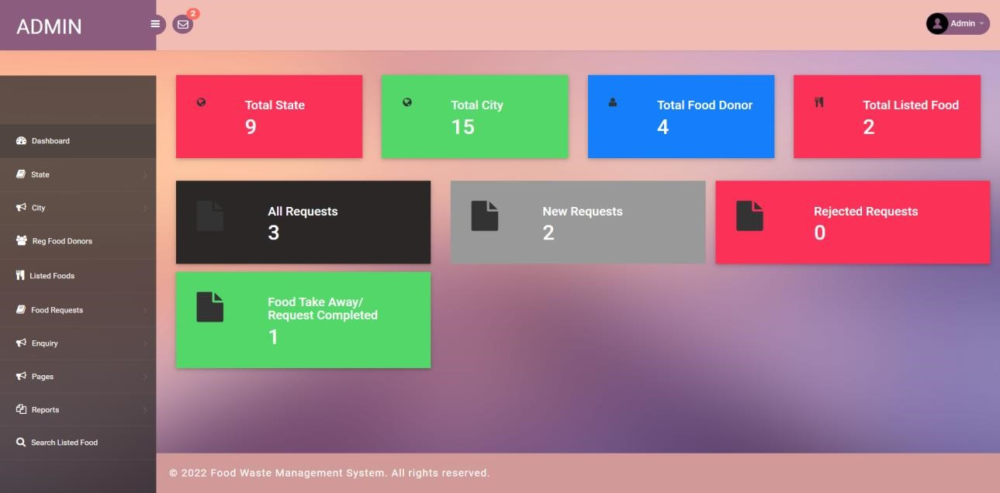 ADMIN
2
Admin
Dashboard
State
City
Reg Food Donors
Listed Foods
Food Requests
Enquiry
Pages
Reports
Search Listed Food
Total State
9
Total City
15
Total Food Donor
4
Total Listed Food
2
All Requests
3
New Requests
2
Rejected Requests
0
Food Take Away/
Request Completed
1
© 2022 Food Waste Management System. All rights reserved.